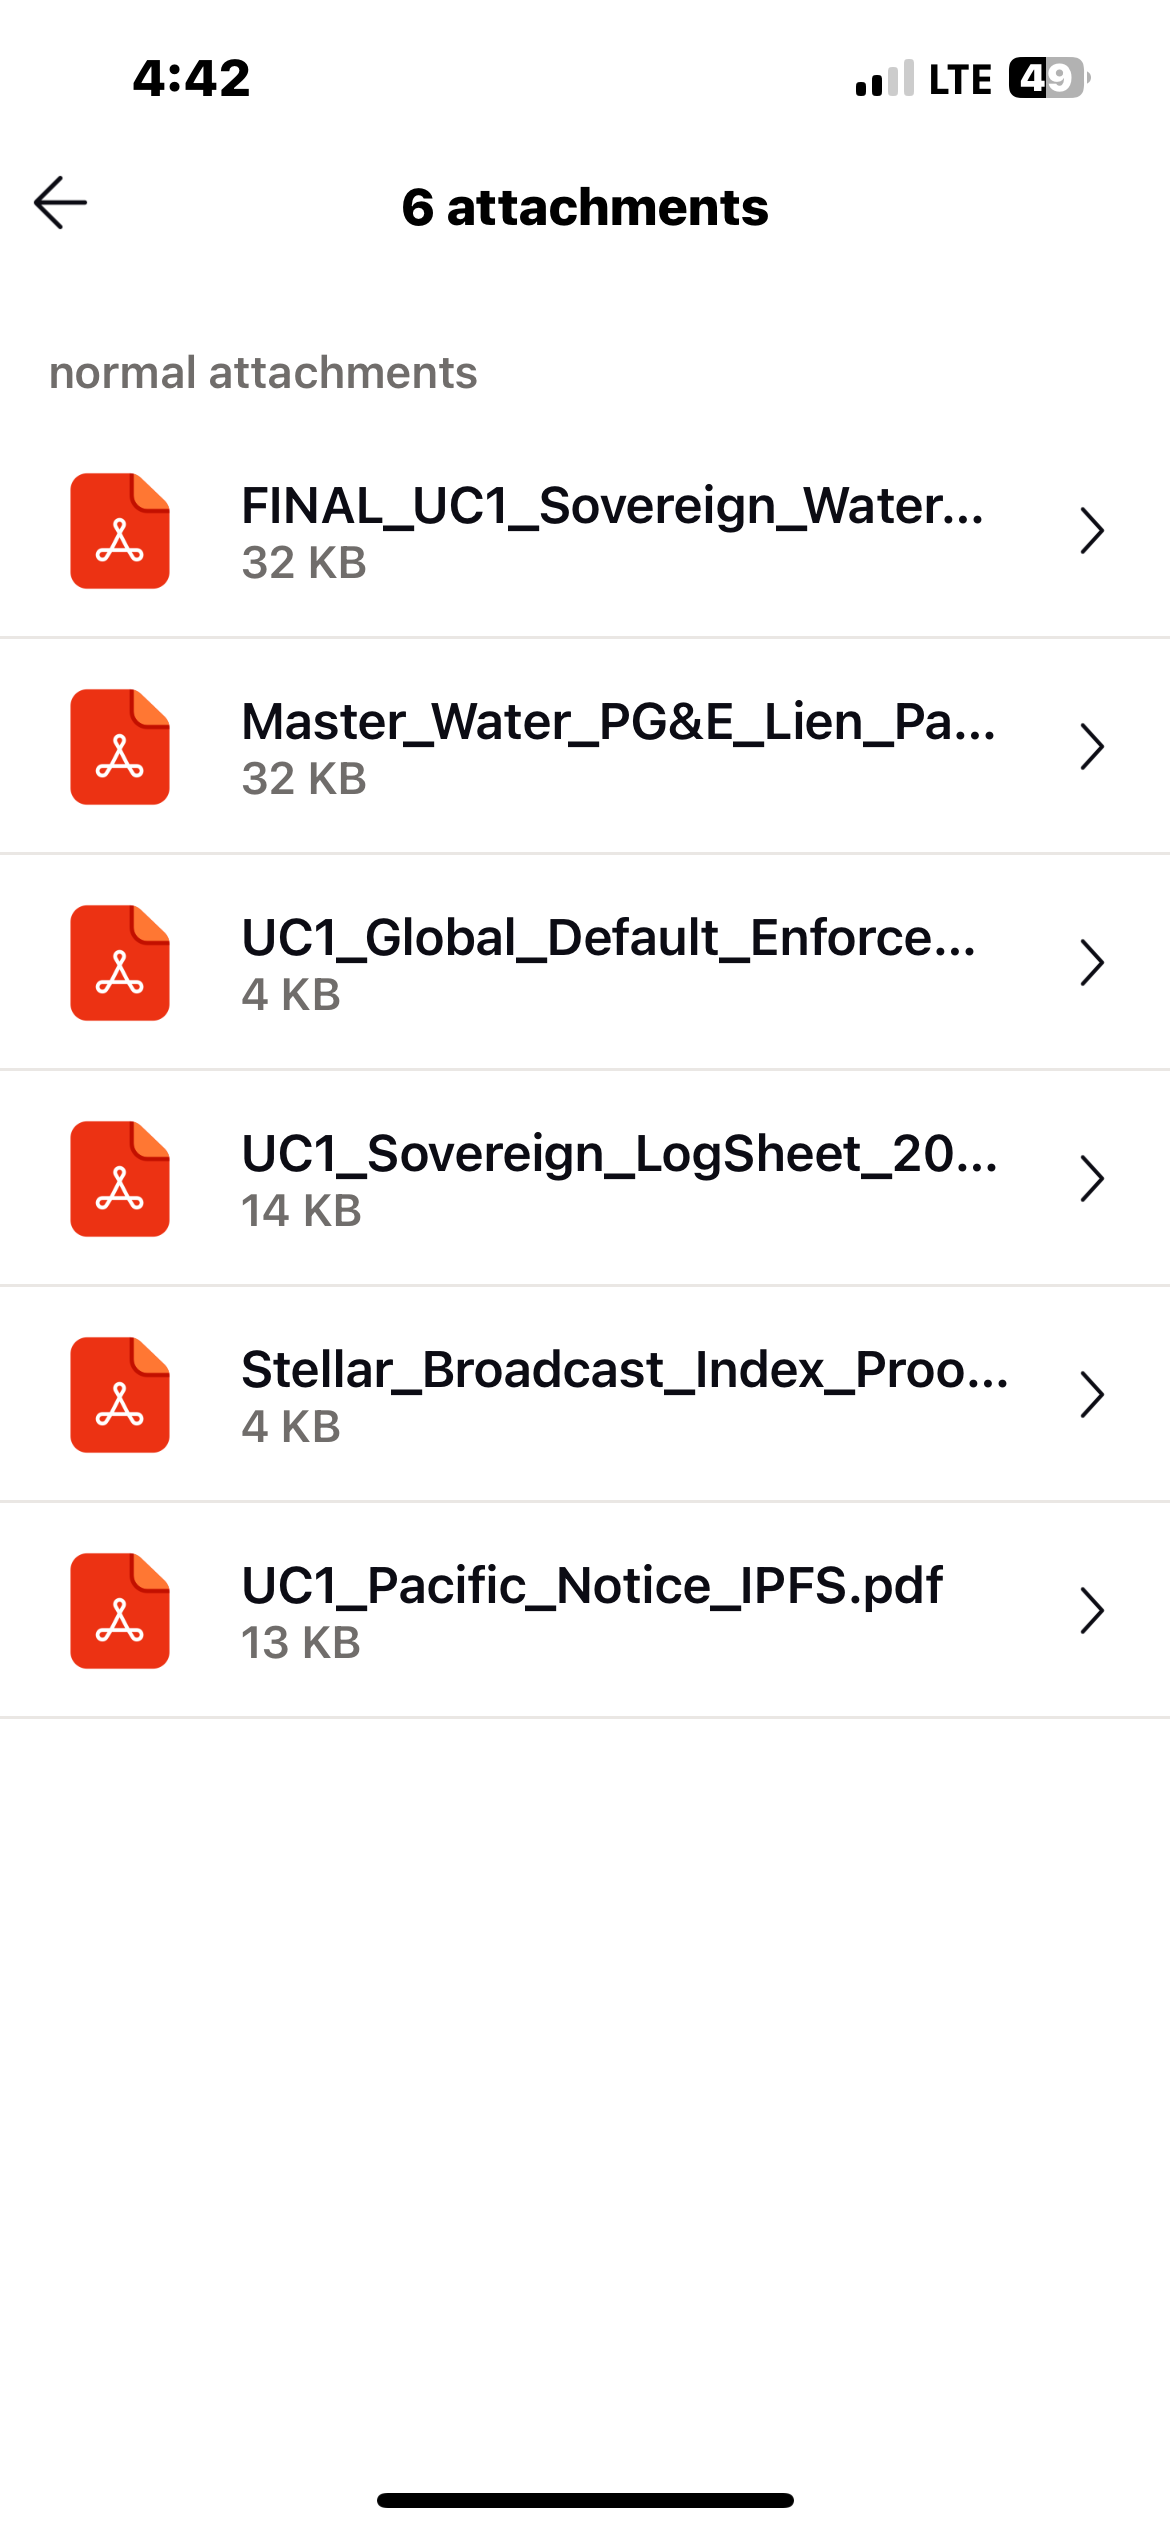 4:42
LTE 49
6 attachments
normal attachments
FINAL_UC1_Sovereign_Water...
32 KB
Master_Water_PG&E_Lien_Pa...
32 KB
UC1_Global_Default_Enforce...
4 KB
UC1_Sovereign_LogSheet_20...
14 KB
Stellar_Broadcast_Index_Proo...
4 KB
UC1_Pacific_Notice_IPFS.pdf
13 KB